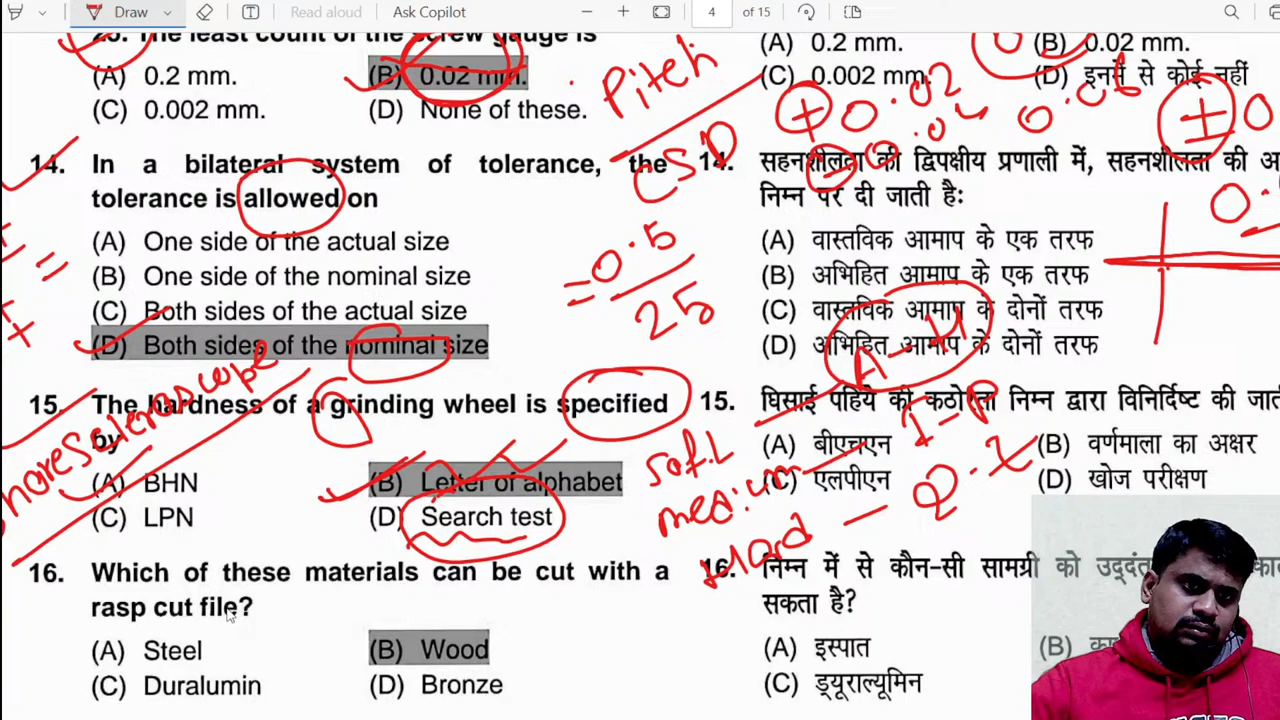 Draw
Read aloud
Ask Copilot
4
of 15
25. The least count of the screw gauge is
(A) 0.2 mm.
(B) 0.02 mm.
(C) 0.002 mm.
(D) None of these.
14. In a bilateral system of tolerance, the
tolerance is allowed on
(A) One side of the actual size
(B) One side of the nominal size
(C) Both sides of the actual size
(D) Both sides of the nominal size
15. The hardness of a grinding wheel is specified
by
(A) BHN
(B) Letter of alphabet
(C) LPN
(D) Search test
16. Which of these materials can be cut with a
rasp cut file?
(A) Steel
(B) Wood
(C) Duralumin
(D) Bronze
(A) 0.2 mm.
(B) 0.02 mm.
(C) 0.002 mm.
(D) इनमें से कोई नहीं
14. सहनशीलता की द्विपक्षीय प्रणाली में, सहनशीलता की
निम्न पर दी जाती है:
(A) वास्तविक आमाप के एक तरफ
(B) अभिहित आमाप के एक तरफ
(C) वास्तविक आमाप के दोनों तरफ
(D) अभिहित आमाप के दोनों तरफ
15. घिसाई पहिये की कठोरता निम्न द्वारा विनिर्दिष्ट की
(A) बीएचएन
(B) वर्णमाला का अक्षर
(C) एलपीएन
(D) खोज परीक्षण
16. निम्न में से कौन-सी सामग्री को
सकता है?
(A) इस्पात
(B)
(C) ड्यूराल्यूमिन
Pitch
CSD
=0.5
25
+0.02
-0.04
0.06
±0
A-H
I-P
soft
medium
Hard - Q-Z